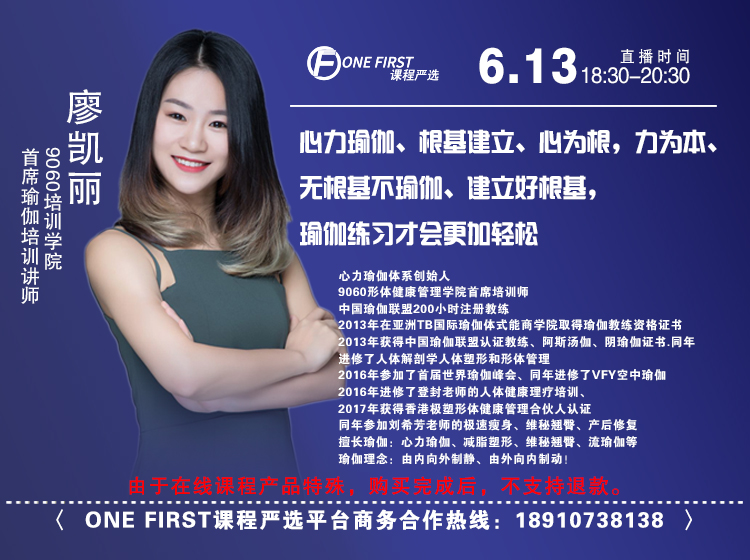 ONE FIRST
课程严选
6.13
直播时间
18:30-20:30
廖凯丽
9060培训学院
首席瑜伽培训讲师
心力瑜伽、根基建立、心为根，力为本、
无根基不瑜伽、建立好根基，
瑜伽练习才会更加轻松
心力瑜伽体系创始人
9060形体健康管理学院首席培训师
中国瑜伽联盟200小时注册教练
2013年在亚洲TB国际瑜伽体式能商学院取得瑜伽教练资格证书
2013年获得中国瑜伽联盟认证教练、阿斯汤伽、阴瑜伽证书.同年
进修了人体解剖学人体塑形和形体管理
2016年参加了首届世界瑜伽峰会、同年进修了VFY空中瑜伽
2016年进修了登封老师的人体健康理疗培训、
2017年获得香港极塑形体健康管理合伙人认证
同年参加刘希芳老师的极速瘦身、维秘翘臀、产后修复
擅长瑜伽：心力瑜伽、减脂塑形、维秘翘臀、流瑜伽等
瑜伽理念：由内向外制静、由外向内制动！
由于在线课程产品特殊，购买完成后，不支持退款。
〈 ONE FIRST课程严选平台商务合作热线：18910738138 〉